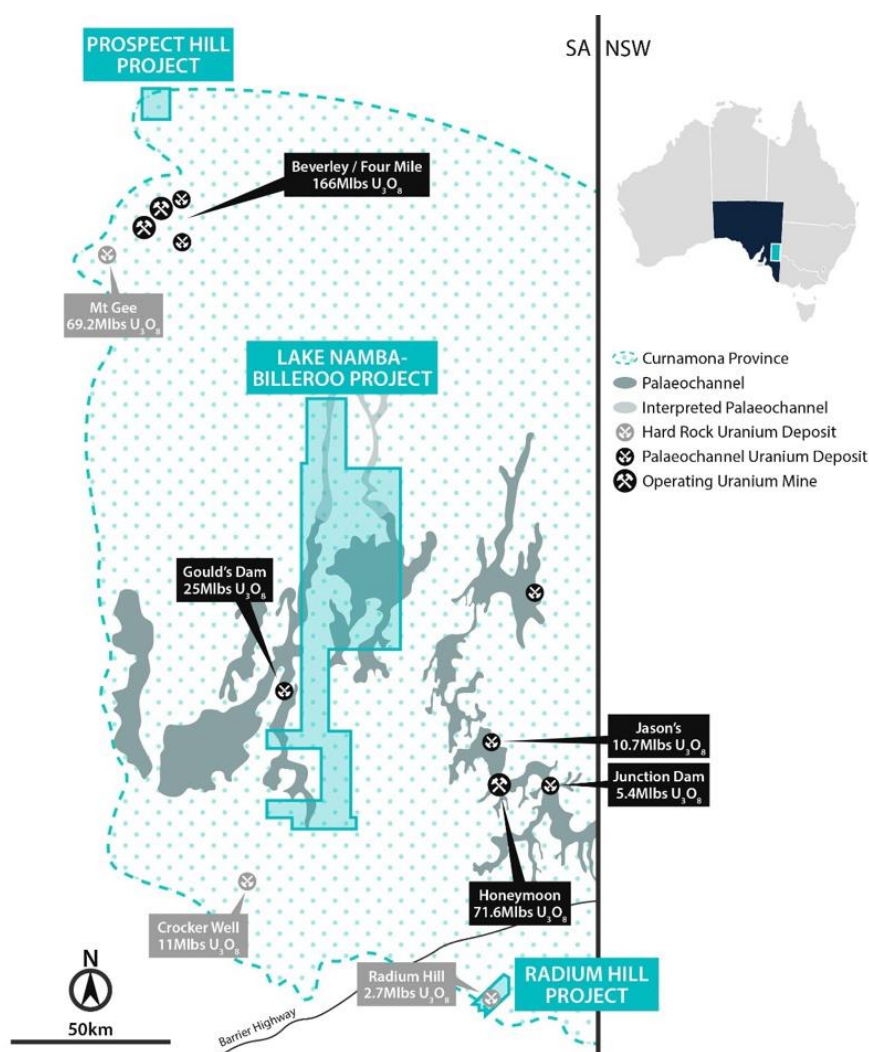 PROSPECT HILL
PROJECT
SA
NSW
Beverley / Four Mile
166Mlbs U₃O₈
Mt Gee
69.2Mlbs U₃O₈
LAKE NAMBA-
BILLEROO PROJECT
Curnamona Province
Palaeochannel
Interpreted Palaeochannel
Hard Rock Uranium Deposit
Palaeochannel Uranium Deposit
Operating Uranium Mine
Gould's Dam
25Mlbs U₃O₈
Jason's
10.7Mlbs U₃O₈
Junction Dam
5.4Mlbs U₃O₈
Honeymoon
71.6Mlbs U₃O₈
Crocker Well
11Mlbs U₃O₈
Radium Hill
2.7Mlbs U₃O₈
RADIUM HILL
PROJECT
N
50km
Barrier Highway